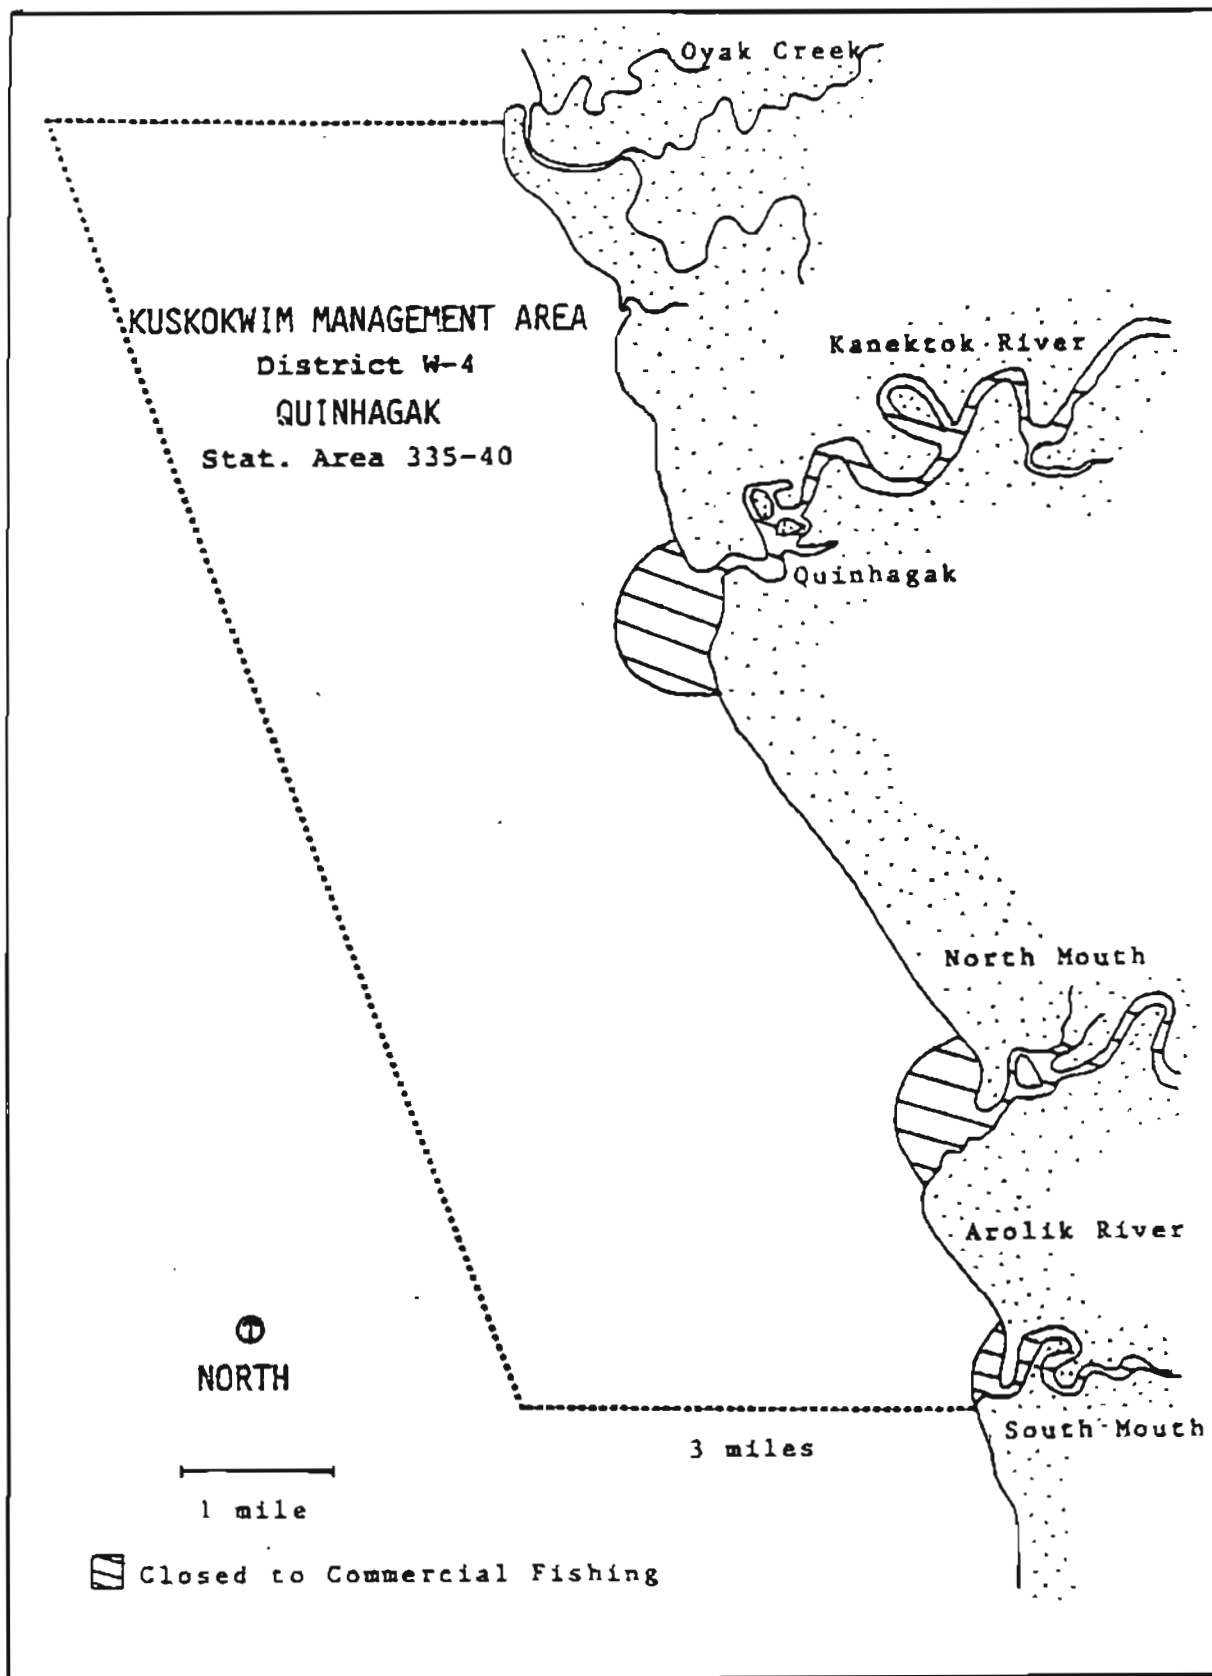 Oyak Creek
KUSKOKWIM MANAGEMENT AREA
District W-4
QUINHAGAK
Stat. Area 335-40
Kanektok River
Quinhagak
North Mouth
Arolik River
NORTH
South Mouth
3 miles
1 mile
Closed to Commercial Fishing